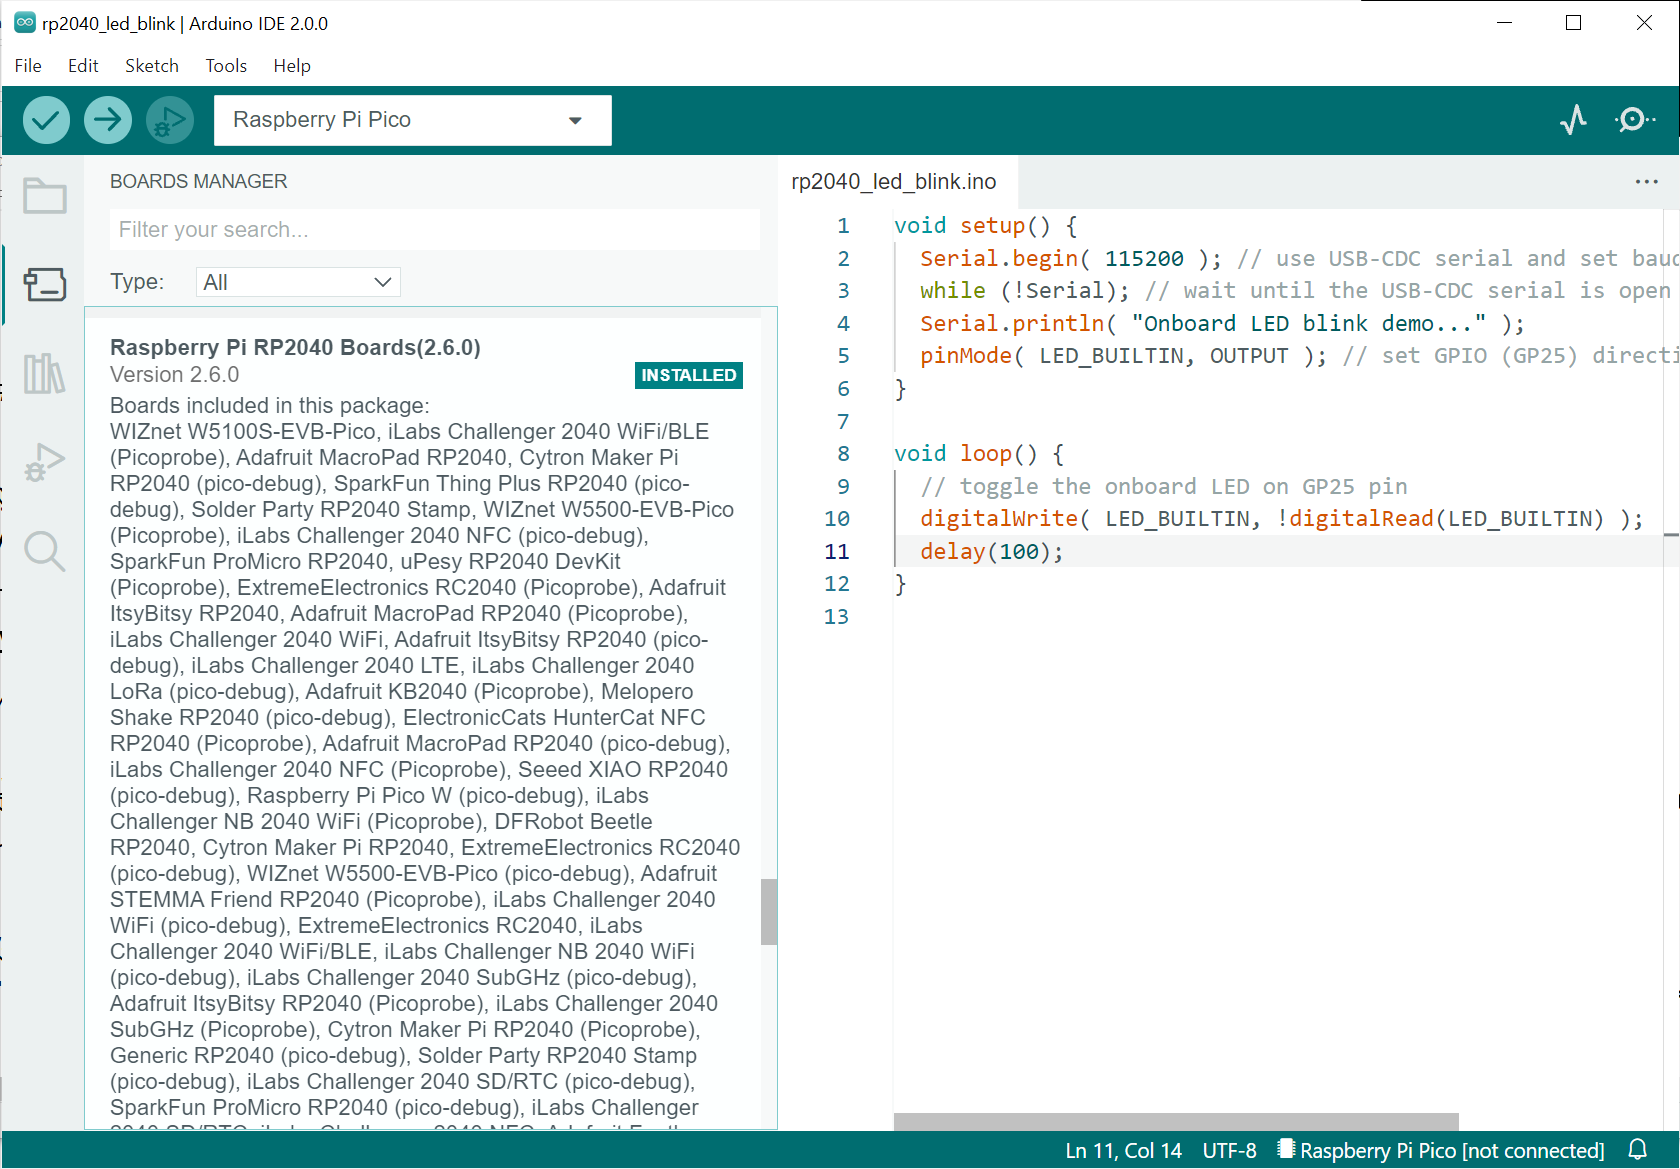 rp2040_led_blink | Arduino IDE 2.0.0
File Edit Sketch Tools Help
Raspberry Pi Pico
BOARDS MANAGER
Filter your search...
Type: All
Raspberry Pi RP2040 Boards(2.6.0)
Version 2.6.0
INSTALLED
Boards included in this package:
WIZnet W5100S-EVB-Pico, iLabs Challenger 2040 WiFi/BLE
(Picoprobe), Adafruit MacroPad RP2040, Cytron Maker Pi
RP2040 (pico-debug), SparkFun Thing Plus RP2040 (pico-
debug), Solder Party RP2040 Stamp, WIZnet W5500-EVB-Pico
(Picoprobe), iLabs Challenger 2040 NFC (pico-debug),
SparkFun ProMicro RP2040, uPesy RP2040 DevKit
(Picoprobe), ExtremeElectronics RC2040 (Picoprobe), Adafruit
ItsyBitsy RP2040, Adafruit MacroPad RP2040 (Picoprobe),
iLabs Challenger 2040 WiFi, Adafruit ItsyBitsy RP2040 (pico-
debug), iLabs Challenger 2040 LTE, iLabs Challenger 2040
LoRa (pico-debug), Adafruit KB2040 (Picoprobe), Melopero
Shake RP2040 (pico-debug), ElectronicCats HunterCat NFC
RP2040 (Picoprobe), Adafruit MacroPad RP2040 (pico-debug),
iLabs Challenger 2040 NFC (Picoprobe), Seeed XIAO RP2040
(pico-debug), Raspberry Pi Pico W (pico-debug), iLabs
Challenger NB 2040 WiFi (Picoprobe), DFRobot Beetle
RP2040, Cytron Maker Pi RP2040, ExtremeElectronics RC2040
(pico-debug), WIZnet W5500-EVB-Pico (pico-debug), Adafruit
STEMMA Friend RP2040 (Picoprobe), iLabs Challenger 2040
WiFi (pico-debug), ExtremeElectronics RC2040, iLabs
Challenger 2040 WiFi/BLE, iLabs Challenger NB 2040 WiFi
(pico-debug), iLabs Challenger 2040 SubGHz (pico-debug),
Adafruit ItsyBitsy RP2040 (Picoprobe), iLabs Challenger 2040
SubGHz (Picoprobe), Cytron Maker Pi RP2040 (Picoprobe),
Generic RP2040 (pico-debug), Solder Party RP2040 Stamp
(pico-debug), iLabs Challenger 2040 SD/RTC (pico-debug),
SparkFun ProMicro RP2040 (pico-debug), iLabs Challenger
rp2040_led_blink.ino
1 void setup() {
2 Serial.begin( 115200 ); // use USB-CDC serial and set baud
3 while (!Serial); // wait until the USB-CDC serial is open
4 Serial.println( "Onboard LED blink demo..." );
5 pinMode( LED_BUILTIN, OUTPUT ); // set GPIO (GP25) directi
6 }
7
8 void loop() {
9 // toggle the onboard LED on GP25 pin
10 digitalWrite( LED_BUILTIN, !digitalRead(LED_BUILTIN) );
11 delay(100);
12 }
13
Ln 11, Col 14 UTF-8 Raspberry Pi Pico [not connected]